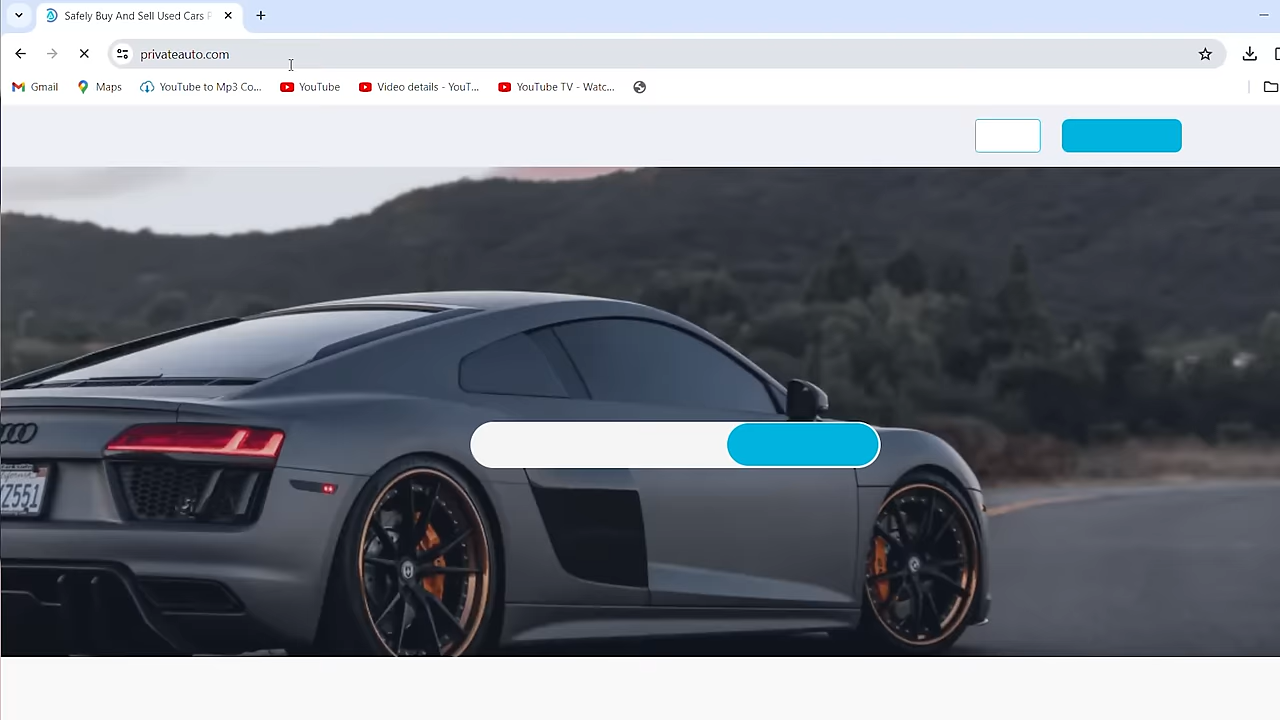 Safely Buy And Sell Used Cars P
privateauto.com
Gmail
Maps
YouTube to Mp3 Co...
YouTube
Video details - YouT...
YouTube TV - Watc...
Z551